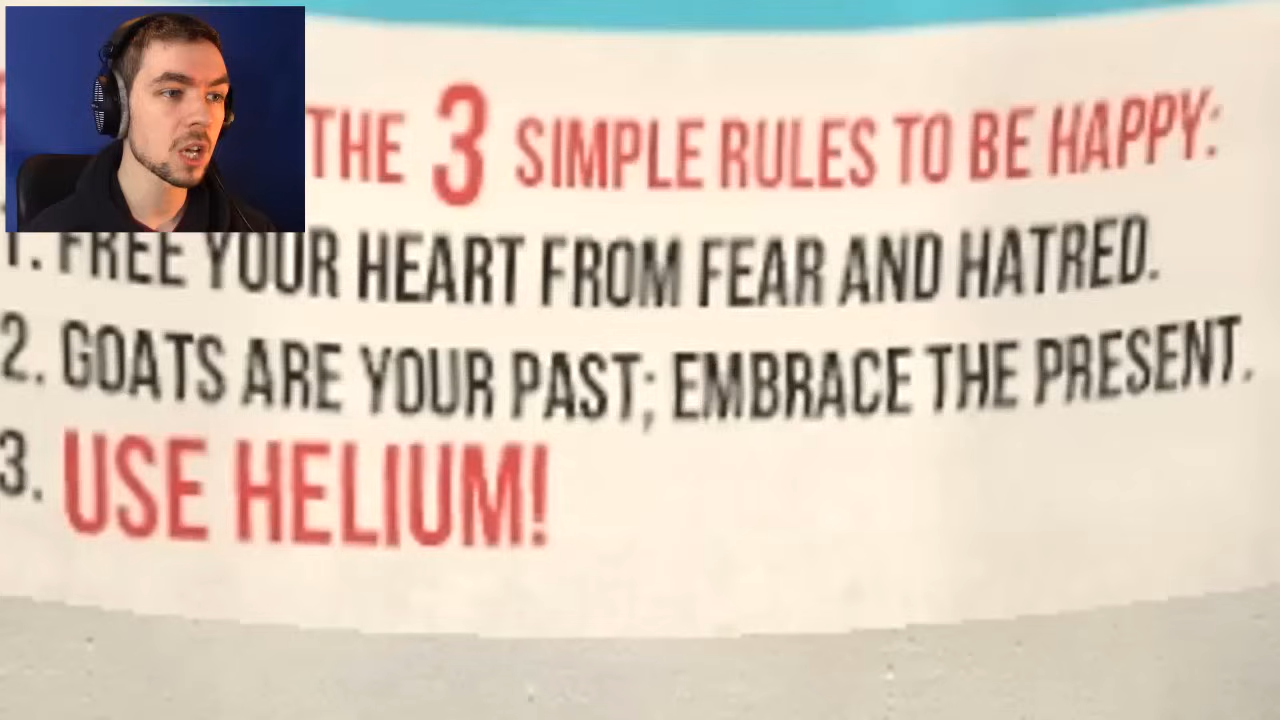 THE 3 SIMPLE RULES TO BE HAPPY:
1. FREE YOUR HEART FROM FEAR AND HATRED.
2. GOATS ARE YOUR PAST; EMBRACE THE PRESENT.
3. USE HELIUM!